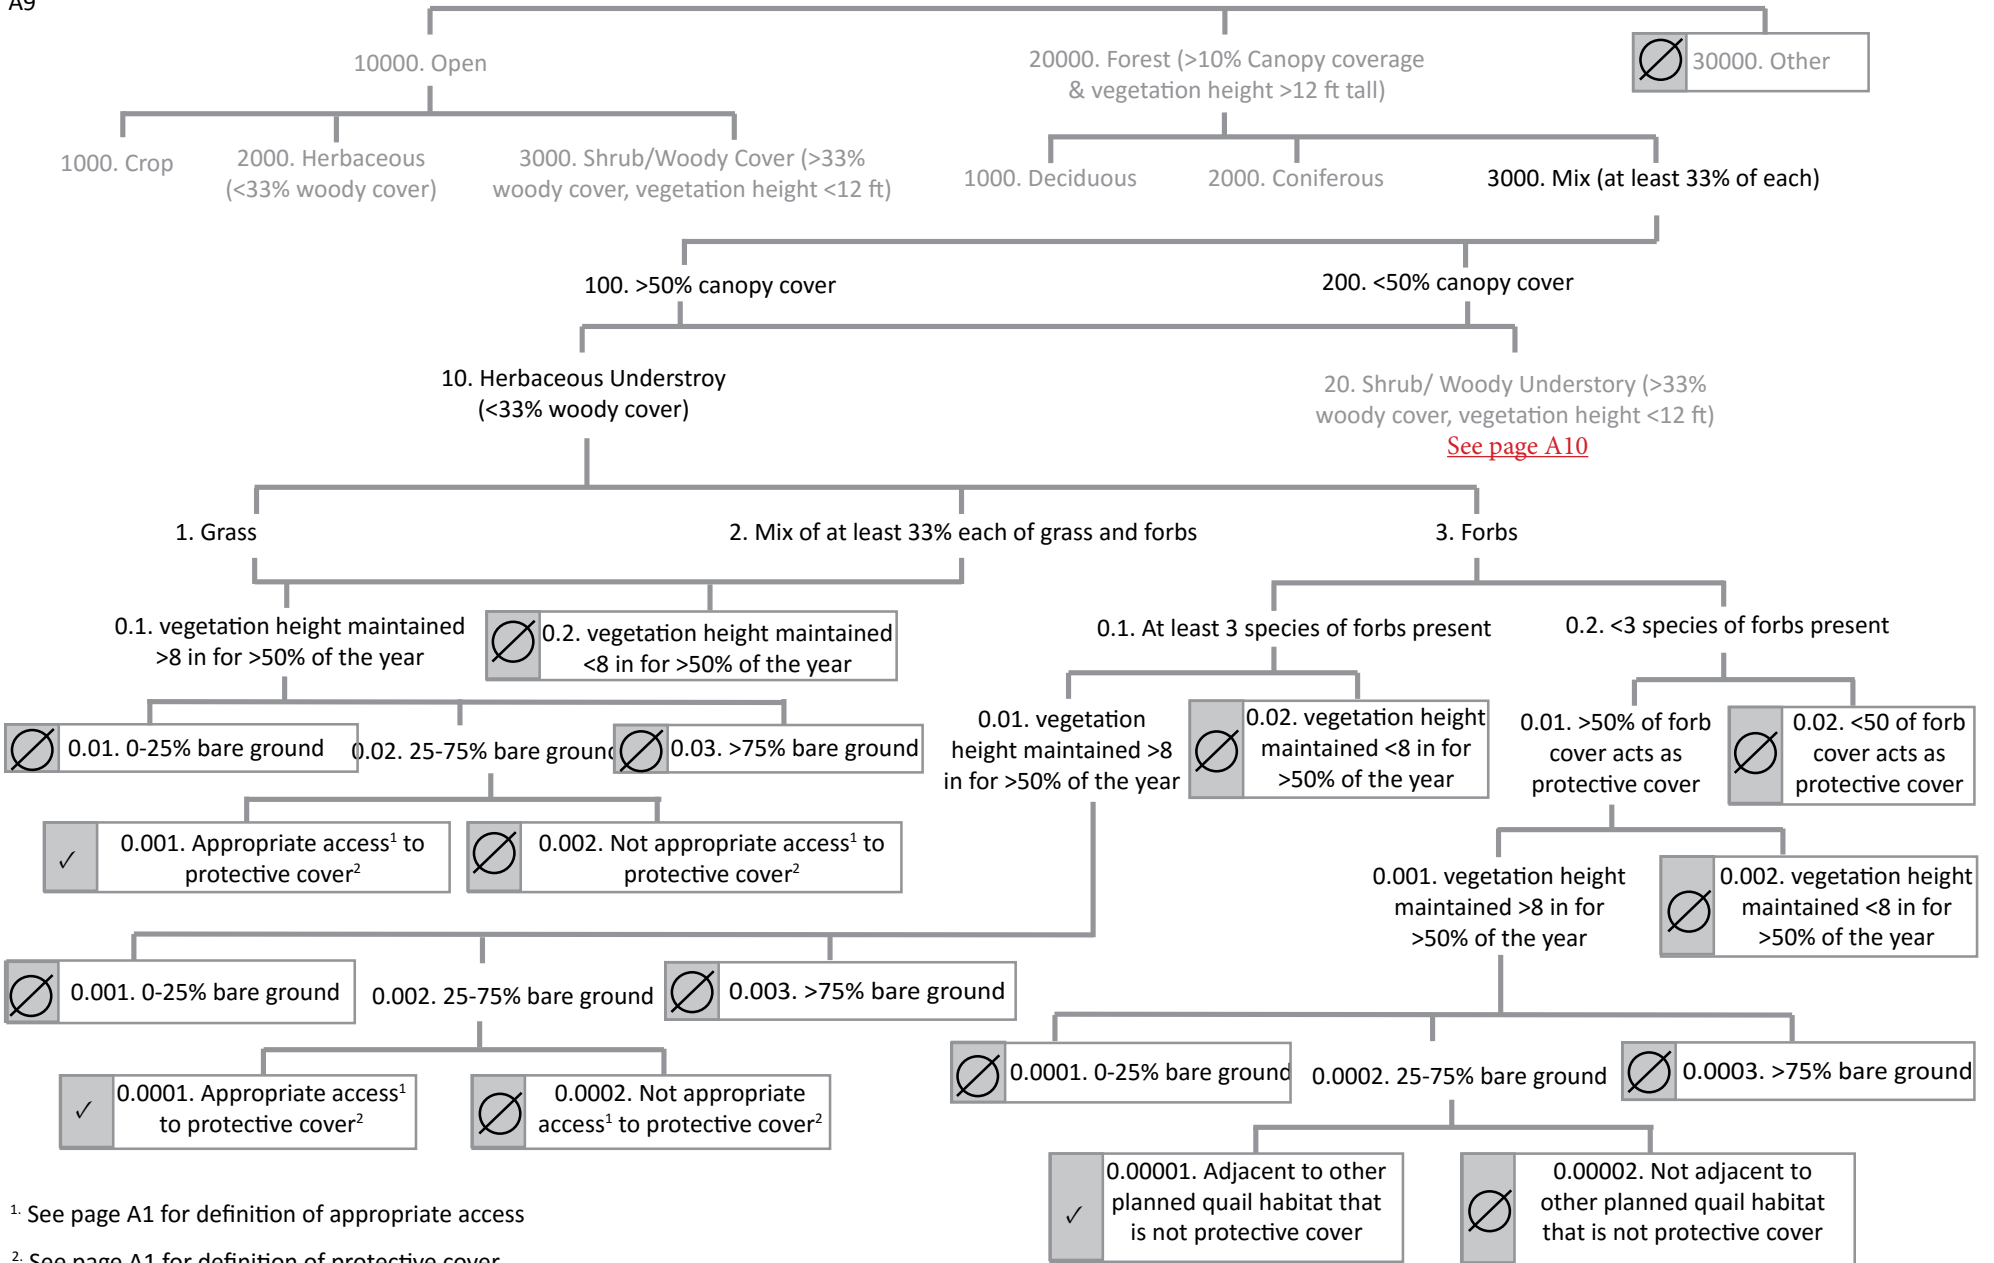 A9
10000. Open
20000. Forest (>10% Canopy coverage
& vegetation height >12 ft tall)
30000. Other
1000. Crop
2000. Herbaceous
(<33% woody cover)
3000. Shrub/Woody Cover (>33%
woody cover, vegetation height <12 ft)
1000. Deciduous
2000. Coniferous
3000. Mix (at least 33% of each)
100. >50% canopy cover
200. <50% canopy cover
10. Herbaceous Understroy
(<33% woody cover)
20. Shrub/ Woody Understory (>33%
woody cover, vegetation height <12 ft)
See page A10
1. Grass
2. Mix of at least 33% each of grass and forbs
3. Forbs
0.1. vegetation height maintained
>8 in for >50% of the year
0.2. vegetation height maintained
<8 in for >50% of the year
0.1. At least 3 species of forbs present
0.2. <3 species of forbs present
0.01. 0-25% bare ground
0.02. 25-75% bare ground
0.03. >75% bare ground
0.01. vegetation
height maintained >8
in for >50% of the year
0.02. vegetation height
maintained <8 in for
>50% of the year
0.01. >50% of forb
cover acts as
protective cover
0.02. <50 of forb
cover acts as
protective cover
✓
0.001. Appropriate access¹ to
protective cover²
0.002. Not appropriate access¹ to
protective cover²
0.001. vegetation height
maintained >8 in for
>50% of the year
0.002. vegetation height
maintained <8 in for
>50% of the year
0.001. 0-25% bare ground
0.002. 25-75% bare ground
0.003. >75% bare ground
0.0001. 0-25% bare ground
0.0002. 25-75% bare ground
0.0003. >75% bare ground
✓
0.0001. Appropriate access¹
to protective cover²
0.0002. Not appropriate
access¹ to protective cover²
✓
0.00001. Adjacent to other
planned quail habitat that
is not protective cover
0.00002. Not adjacent to
other planned quail habitat
that is not protective cover
1. See page A1 for definition of appropriate access
2. See page A1 for definition of protective cover